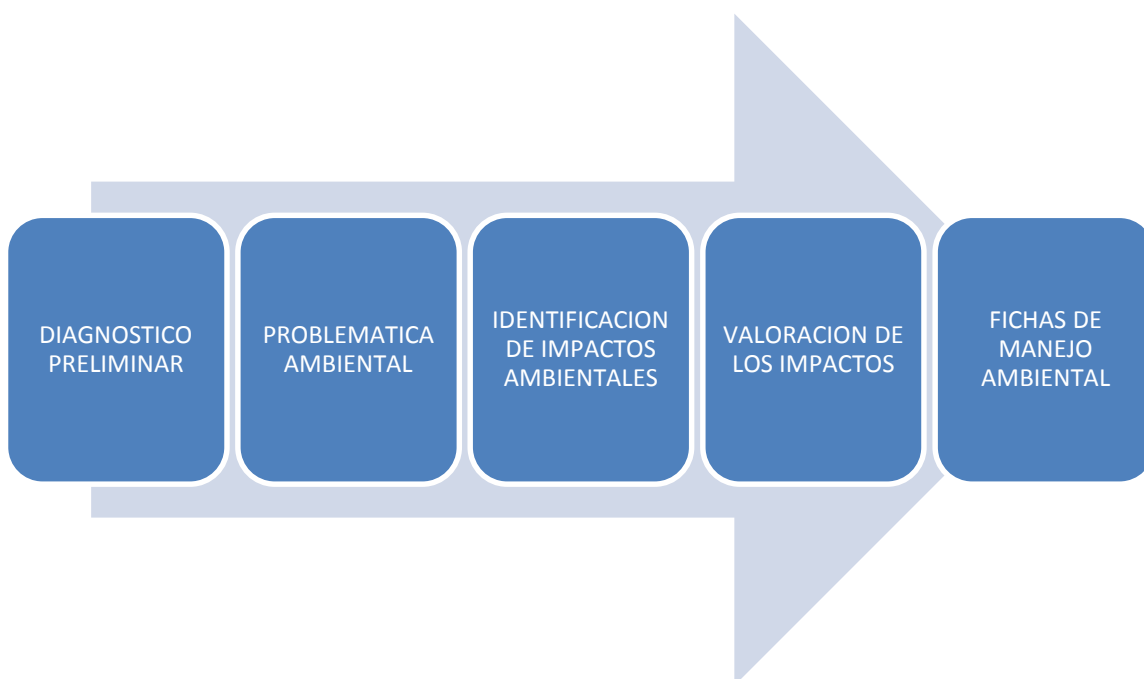 DIAGNOSTICO
PRELIMINAR
PROBLEMATICA
AMBIENTAL
IDENTIFICACION
DE IMPACTOS
AMBIENTALES
VALORACION DE
LOS IMPACTOS
FICHAS DE
MANEJO
AMBIENTAL